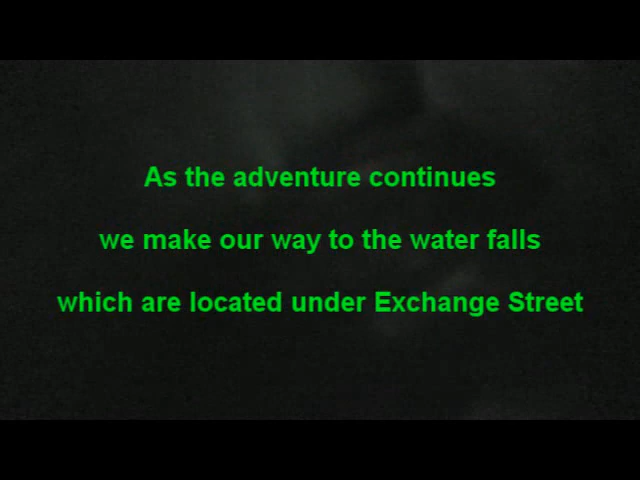 As the adventure continues
we make our way to the water falls
which are located under Exchange Street